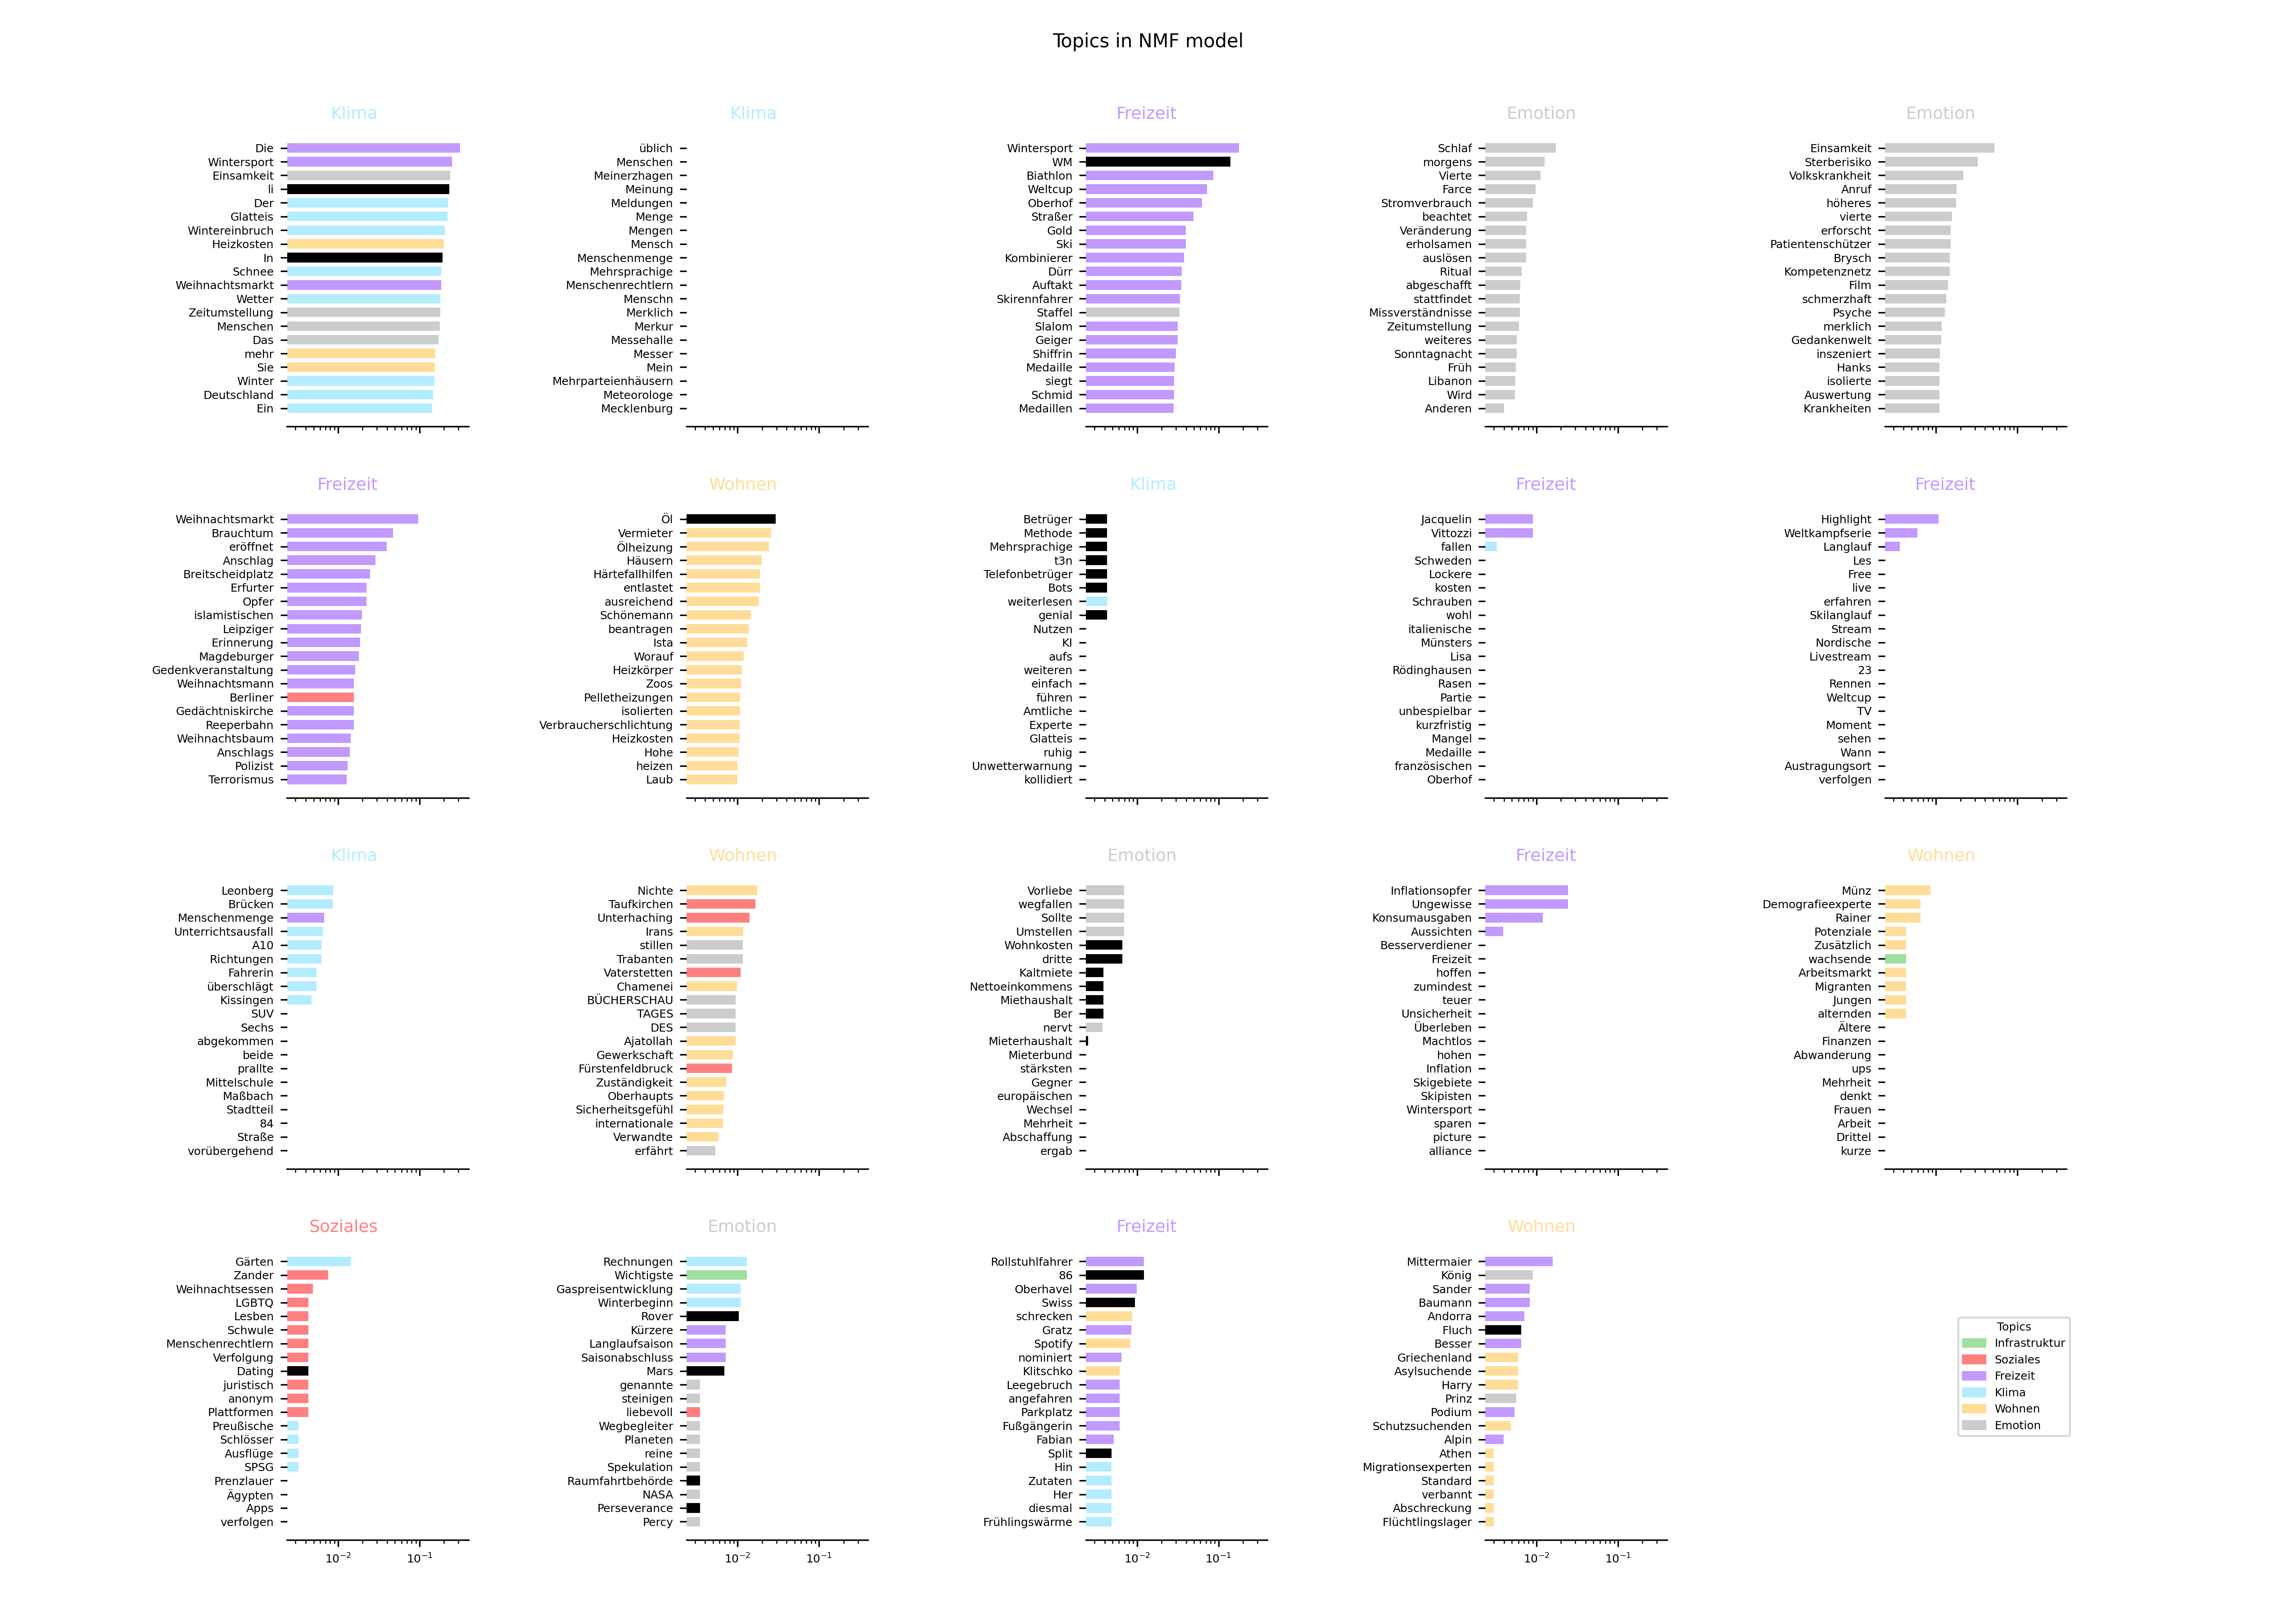 Topics in NMF model
Klima
Die
Wintersport
Einsamkeit
li
Der
Glatteis
Wintereinbruch
Heizkosten
In
Schnee
Weihnachtsmarkt
Wetter
Zeitumstellung
Menschen
Das
mehr
Sie
Winter
Deutschland
Ein
Klima
üblich
Menschen
Meinerzhagen
Meinung
Meldungen
Menge
Mengen
Mensch
Menschenmenge
Mehrsprachige
Menschenrechtlern
Menschn
Merklich
Merkur
Messehalle
Messer
Mein
Mehrparteienhäusern
Meteorologe
Mecklenburg
Freizeit
Wintersport
WM
Biathlon
Weltcup
Oberhof
Straßer
Gold
Ski
Kombinierer
Dürr
Auftakt
Skirennfahrer
Staffel
Slalom
Geiger
Shiffrin
Medaille
siegt
Schmid
Medaillen
Emotion
Schlaf
morgens
Vierte
Farce
Stromverbrauch
beachtet
Veränderung
erholsamen
auslösen
Ritual
abgeschafft
stattfindet
Missverständnisse
Zeitumstellung
weiteres
Sonntagnacht
Früh
Libanon
Wird
Anderen
Emotion
Einsamkeit
Sterberisiko
Volkskrankheit
Anruf
höheres
vierte
erforscht
Patientenschützer
Brysch
Kompetenznetz
Film
schmerzhaft
Psyche
merklich
Gedankenwelt
inszeniert
Hanks
isolierte
Auswertung
Krankheiten
Freizeit
Weihnachtsmarkt
Brauchtum
eröffnet
Anschlag
Breitscheidplatz
Erfurter
Opfer
islamistischen
Leipziger
Erinnerung
Magdeburger
Gedenkveranstaltung
Weihnachtsmann
Berliner
Gedächtniskirche
Reeperbahn
Weihnachtsbaum
Anschlags
Polizist
Terrorismus
Wohnen
Öl
Vermieter
Ölheizung
Häusern
Härtefallhilfen
entlastet
ausreichend
Schönemann
beantragen
Ista
Worauf
Heizkörper
Zoos
Pelletheizungen
isolierten
Verbraucherschlichtung
Heizkosten
Hohe
heizen
Laub
Klima
Betrüger
Methode
Mehrsprachige
t3n
Telefonbetrüger
Bots
weiterlesen
genial
Nutzen
KI
aufs
weiteren
einfach
führen
Amtliche
Experte
Glatteis
ruhig
Unwetterwarnung
kollidiert
Freizeit
Jacquelin
Vittozzi
fallen
Schweden
Lockere
kosten
Schrauben
wohl
italienische
Münsters
Lisa
Rödinghausen
Rasen
Partie
unbespielbar
kurzfristig
Mangel
Medaille
französischen
Oberhof
Freizeit
Highlight
Weltkampfserie
Langlauf
Les
Free
live
erfahren
Skilanglauf
Stream
Nordische
Livestream
23
Rennen
Weltcup
TV
Moment
sehen
Wann
Austragungsort
verfolgen
Klima
Leonberg
Brücken
Menschenmenge
Unterrichtsausfall
A10
Richtungen
Fahrerin
überschlägt
Kissingen
SUV
Sechs
abgekommen
beide
prallte
Mittelschule
Maßbach
Stadtteil
84
Straße
vorübergehend
Wohnen
Nichte
Taufkirchen
Unterhaching
Irans
stillen
Trabanten
Vaterstetten
Chamenei
BÜCHERSCHAU
TAGES
DES
Ajatollah
Gewerkschaft
Fürstenfeldbruck
Zuständigkeit
Oberhaupts
Sicherheitsgefühl
internationale
Verwandte
erfährt
Emotion
Vorliebe
wegfallen
Sollte
Umstellen
Wohnkosten
dritte
Kaltmiete
Nettoeinkommens
Miethaushalt
Ber
nervt
Mieterhaushalt
Mieterbund
stärksten
Gegner
europäischen
Wechsel
Mehrheit
Abschaffung
ergab
Freizeit
Inflationsopfer
Ungewisse
Konsumausgaben
Aussichten
Besserverdiener
Freizeit
hoffen
zumindest
teuer
Unsicherheit
Überleben
Machtlos
hohen
Inflation
Skigebiete
Skipisten
Wintersport
sparen
picture
alliance
Wohnen
Münz
Demografieexperte
Rainer
Potenziale
Zusätzlich
wachsende
Arbeitsmarkt
Migranten
Jungen
alternden
Ältere
Finanzen
Abwanderung
ups
Mehrheit
denkt
Frauen
Arbeit
Drittel
kurze
Soziales
Gärten
Zander
Weihnachtsessen
LGBTQ
Lesben
Schwule
Menschenrechtlern
Verfolgung
Dating
juristisch
anonym
Plattformen
Preußische
Schlösser
Ausflüge
SPSG
Prenzlauer
Ägypten
Apps
verfolgen
10⁻² 10⁻¹
Emotion
Rechnungen
Wichtigste
Gaspreisentwicklung
Winterbeginn
Rover
Kürzere
Langlaufsaison
Saisonabschluss
Mars
genannte
steinigen
liebevoll
Wegbegleiter
Planeten
reine
Spekulation
Raumfahrtbehörde
NASA
Perseverance
Percy
10⁻² 10⁻¹
Freizeit
Rollstuhlfahrer
86
Oberhavel
Swiss
schrecken
Gratz
Spotify
nominiert
Klitschko
Leegebruch
angefahren
Parkplatz
Fußgängerin
Fabian
Split
Hin
Zutaten
Her
diesmal
Frühlingswärme
10⁻² 10⁻¹
Wohnen
Mittermaier
König
Sander
Baumann
Andorra
Fluch
Besser
Griechenland
Asylsuchende
Harry
Prinz
Podium
Schutzsuchenden
Alpin
Athen
Migrationsexperten
Standard
verbannt
Abschreckung
Flüchtlingslager
10⁻² 10⁻¹
Topics
Infrastruktur
Soziales
Freizeit
Klima
Wohnen
Emotion